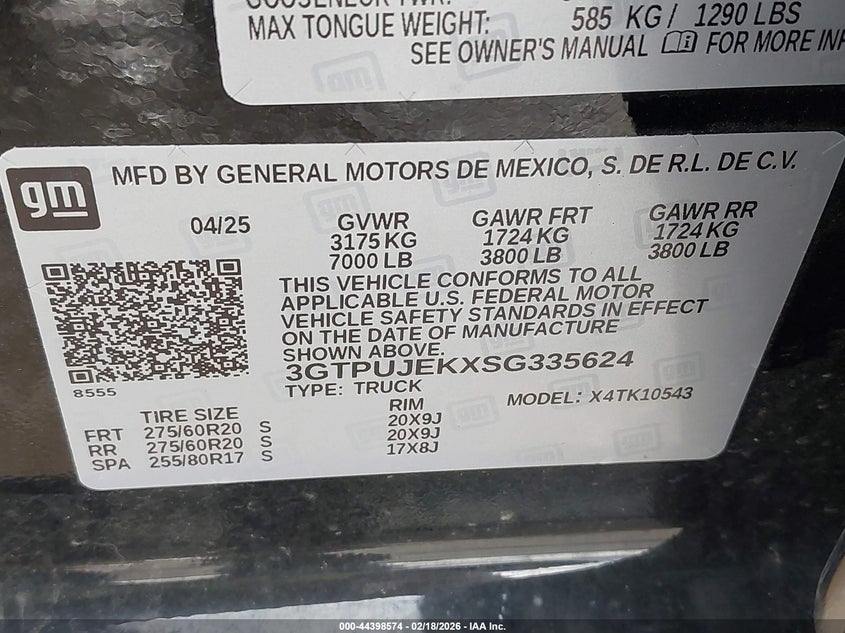 MAX TONGUE WEIGHT: 585 KG / 1290 LBS
SEE OWNER'S MANUAL FOR MORE
gm
MFD BY GENERAL MOTORS DE MEXICO, S. DE R.L. DE C.V.
04/25 GVWR GAWR FRT GAWR RR
3175 KG 1724 KG 1724 KG
7000 LB 3800 LB 3800 LB
THIS VEHICLE CONFORMS TO ALL
APPLICABLE U.S. FEDERAL MOTOR
VEHICLE SAFETY STANDARDS IN EFFECT
ON THE DATE OF MANUFACTURE
SHOWN ABOVE.
3GTPUJEKXSG335624
8555 TYPE: TRUCK MODEL: X4TK10543
TIRE SIZE RIM
FRT 275/60R20 S 20X9J
RR 275/60R20 S 20X9J
SPA 255/80R17 S 17X8J
000-44398574 - 02/18/2026 - IAA Inc.